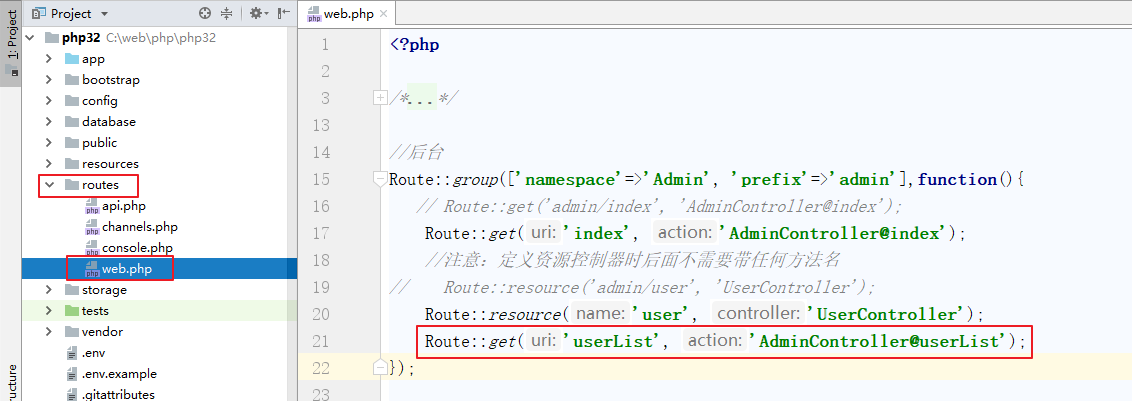 1: Project
Project
php32 C:\web\php\php32
app
bootstrap
config
database
public
resources
routes
api.php
channels.php
console.php
web.php
storage
tests
vendor
.env
.env.example
.gitattributes
web.php
1 <?php
2
3 /*...*/
13
14 //后台
15 Route::group(['namespace'=>'Admin', 'prefix'=>'admin'],function(){
16 // Route::get('admin/index', 'AdminController@index');
17 Route::get( uri: 'index', action: 'AdminController@index');
18 //注意：定义资源控制器时后面不需要带任何方法名
19 // Route::resource('admin/user', 'UserController');
20 Route::resource( name: 'user', controller: 'UserController');
21 Route::get( uri: 'userList', action: 'AdminController@userList');
22 });
23